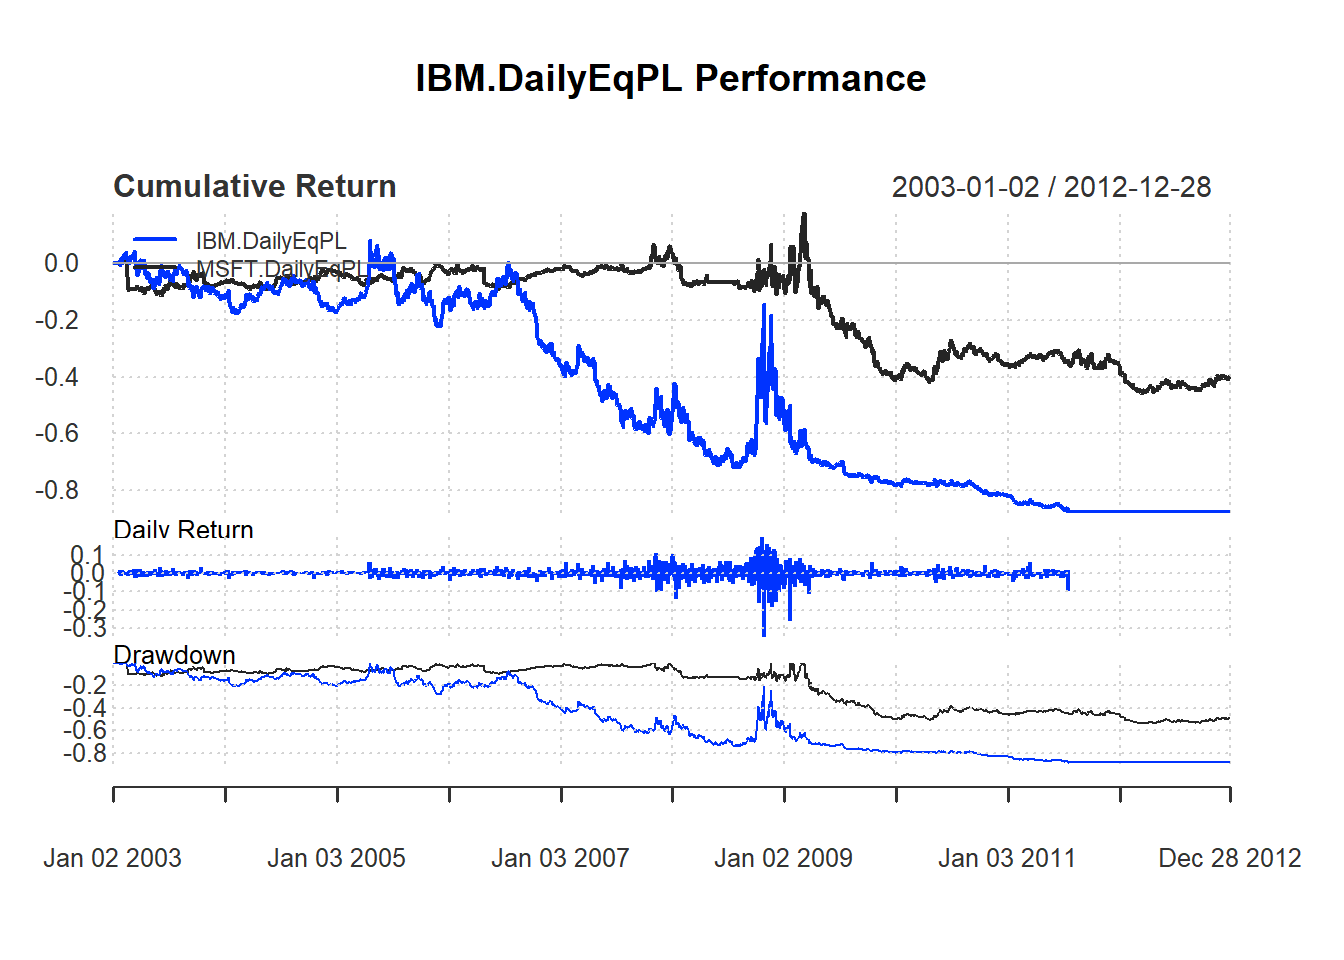 IBM.DailyEqPL Performance
Cumulative Return 2003-01-02 / 2012-12-28
IBM.DailyEqPL
MSFT.DailyEqPL
0.0
-0.2
-0.4
-0.6
-0.8
Daily Return
0.1
0.0
-0.1
-0.2
-0.3
Drawdown
-0.2
-0.4
-0.6
-0.8
Jan 02 2003 Jan 03 2005 Jan 03 2007 Jan 02 2009 Jan 03 2011 Dec 28 2012